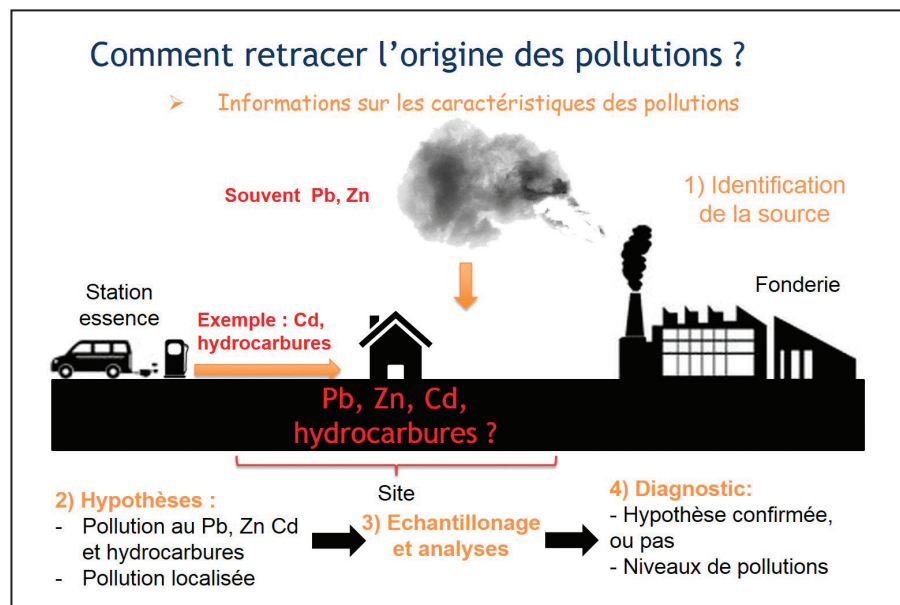 Comment retracer l'origine des pollutions ?
➢ Informations sur les caractéristiques des pollutions
Souvent Pb, Zn
1) Identification
de la source
Station
essence
Fonderie
Exemple : Cd,
hydrocarbures
Pb, Zn, Cd,
hydrocarbures ?
Site
2) Hypothèses :
- Pollution au Pb, Zn Cd
et hydrocarbures
- Pollution localisée
3) Echantillonage
et analyses
4) Diagnostic:
- Hypothèse confirmée,
ou pas
- Niveaux de pollutions